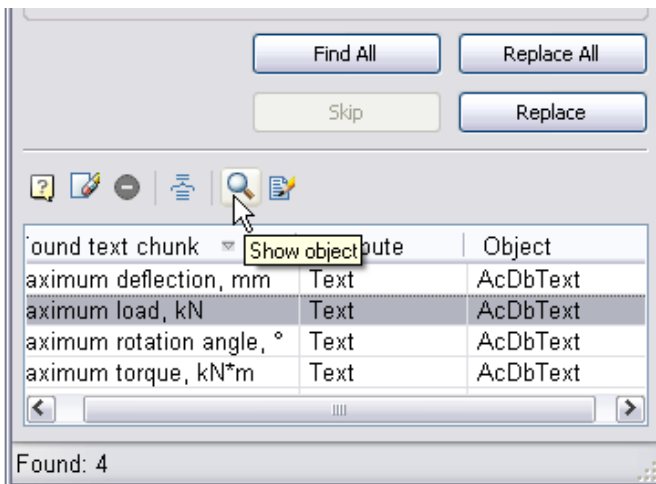 Find All Replace All
Skip Replace
ound text chunk Show object bute Object
aximum deflection, mm Text AcDbText
aximum load, kN Text AcDbText
aximum rotation angle, ° Text AcDbText
aximum torque, kN*m Text AcDbText
Found: 4